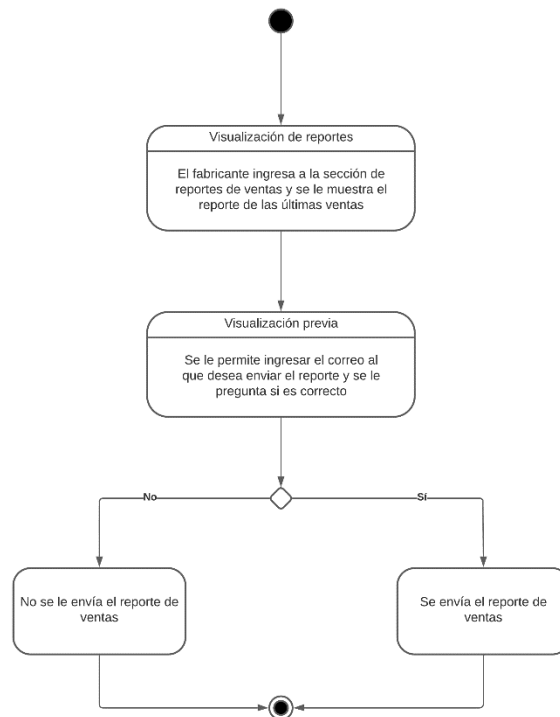 Visualización de reportes
El fabricante ingresa a la sección de
reportes de ventas y se le muestra el
reporte de las últimas ventas
Visualización previa
Se le permite ingresar el correo al
que desea enviar el reporte y se le
pregunta si es correcto
No
Sí
No se le envía el reporte de
ventas
Se envía el reporte de
ventas